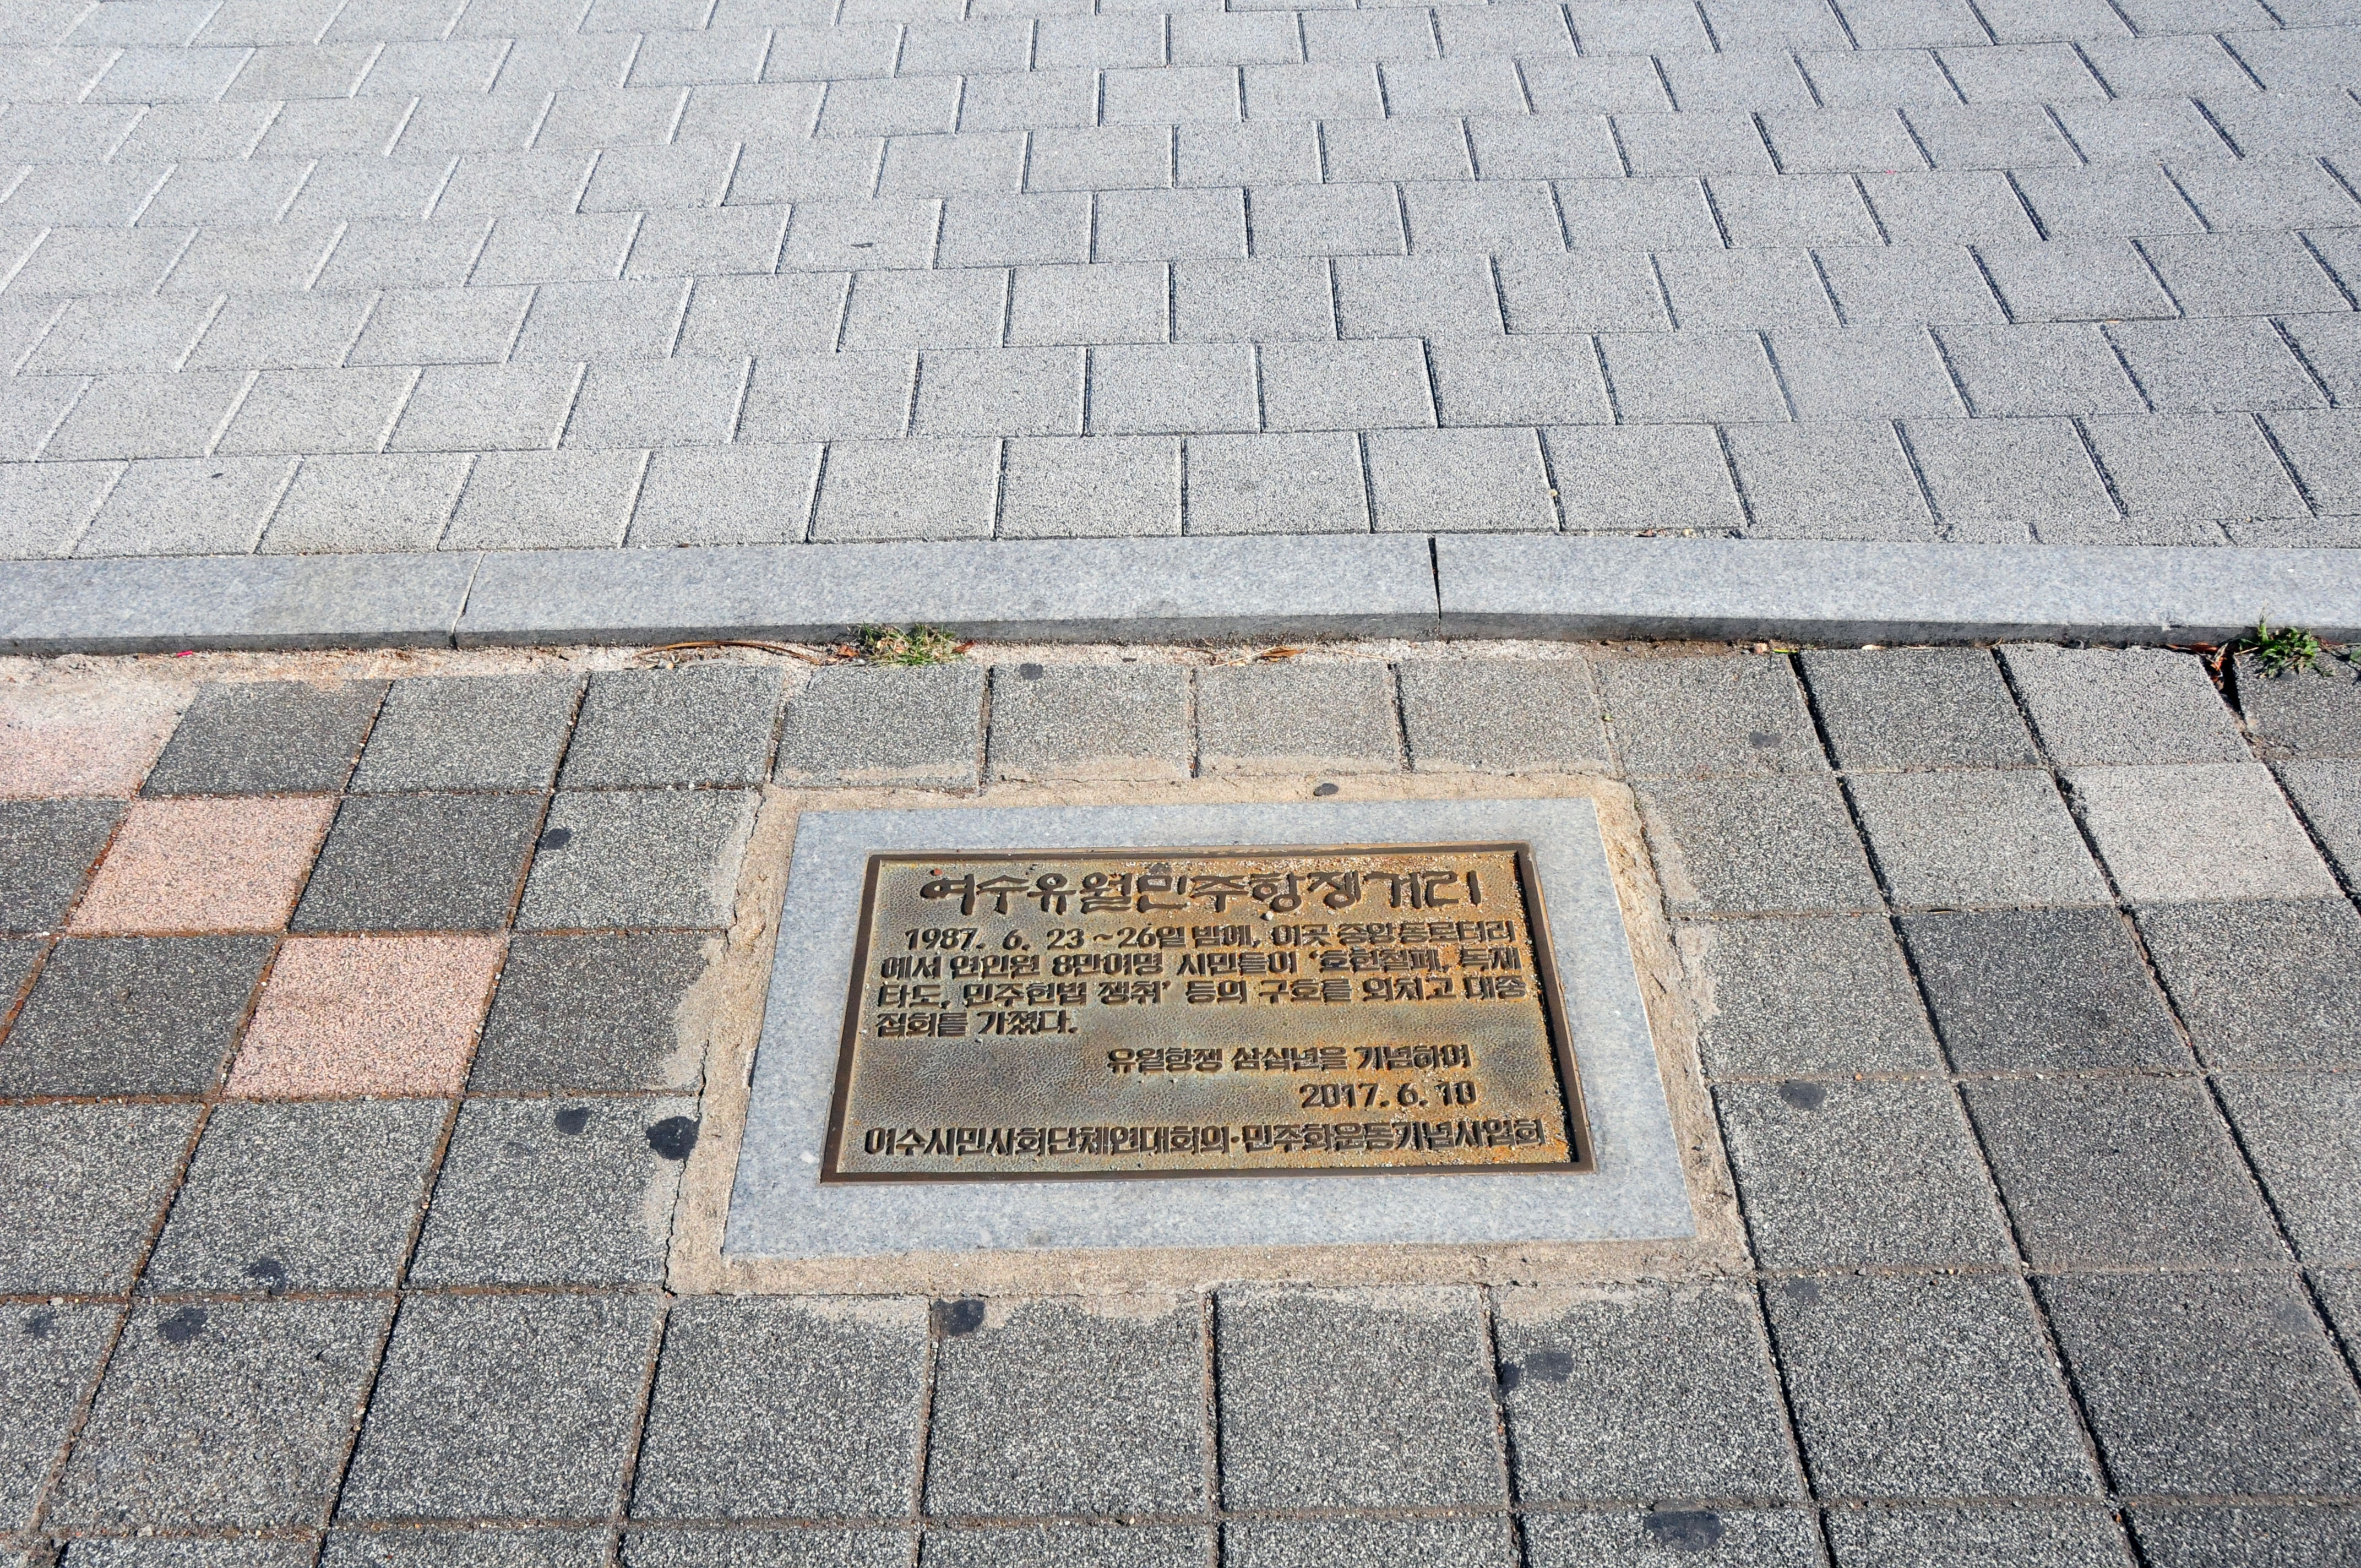 여수유월민주항쟁거리
1987. 6. 23~26일 밤에, 이곳 중앙동로터리
에서 연인원 8만여명 시민들이 '호헌철폐, 독재
타도, 민주헌법 쟁취' 등의 구호를 외치고 대중
집회를 가졌다.
유월항쟁 삼십년을 기념하여
2017. 6. 10
여수시민사회단체연대회의·민주화운동기념사업회